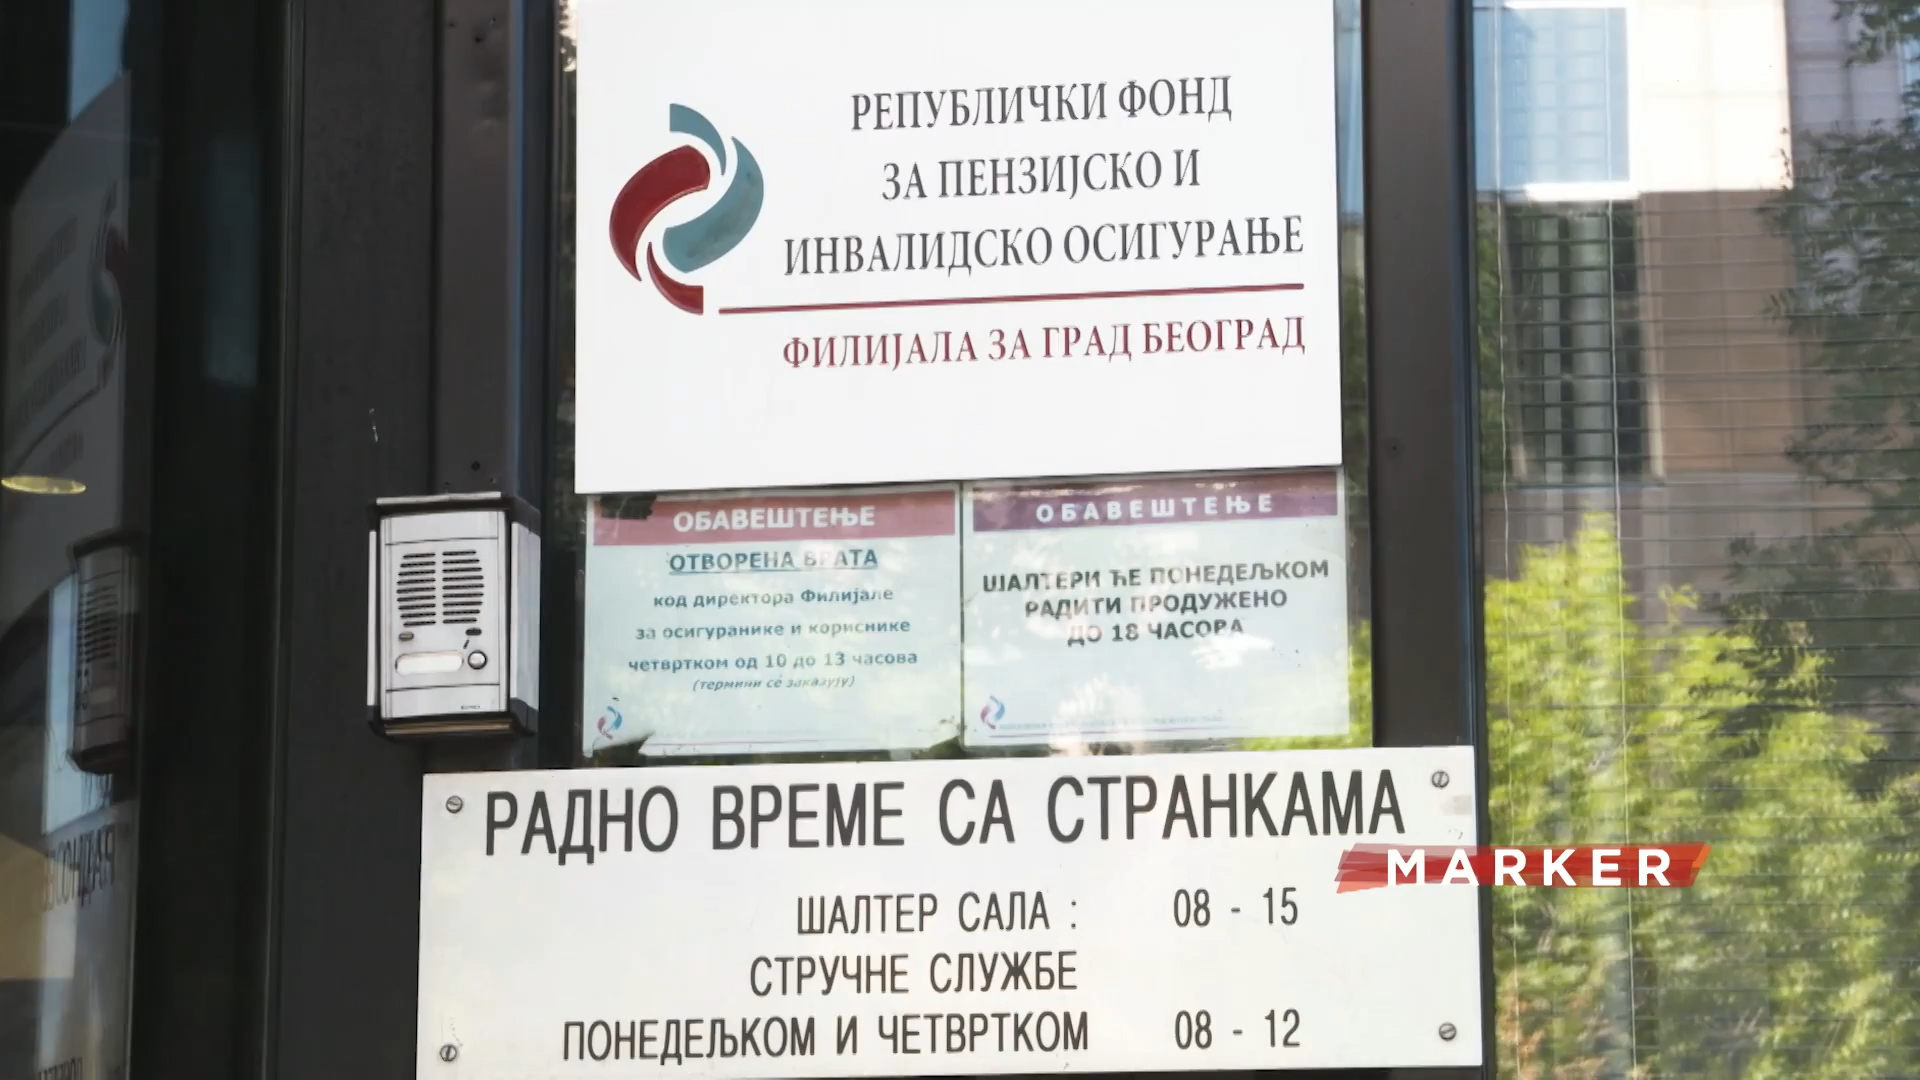 РЕПУБЛИЧКИ ФОНД
ЗА ПЕНЗИЈСКО И
ИНВАЛИДСКО ОСИГУРАЊЕ
ФИЛИЈАЛА ЗА ГРАД БЕОГРАД
ОБАВЕШТЕЊЕ
ОТВОРЕНА ВРАТА
код директора Филијале
за осигуранике и кориснике
четвртком од 10 до 13 часова
(термини се заказују)
ОБАВЕШТЕЊЕ
ШАЛТЕРИ ЋЕ ПОНЕДЕЉКОМ
РАДИТИ ПРОДУЖЕНО
ДО 18 ЧАСОВА
РАДНО ВРЕМЕ СА СТРАНКАМА
MARKER
ШАЛТЕР САЛА : 08 - 15
СТРУЧНЕ СЛУЖБЕ
ПОНЕДЕЉКОМ И ЧЕТВРТКОМ 08 - 12